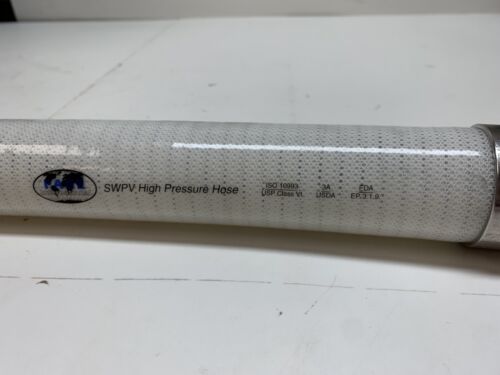 SWPV High Pressure Hose
ISO 10993 3A FDA
USP Class VI. USDA EP.3.1.9.